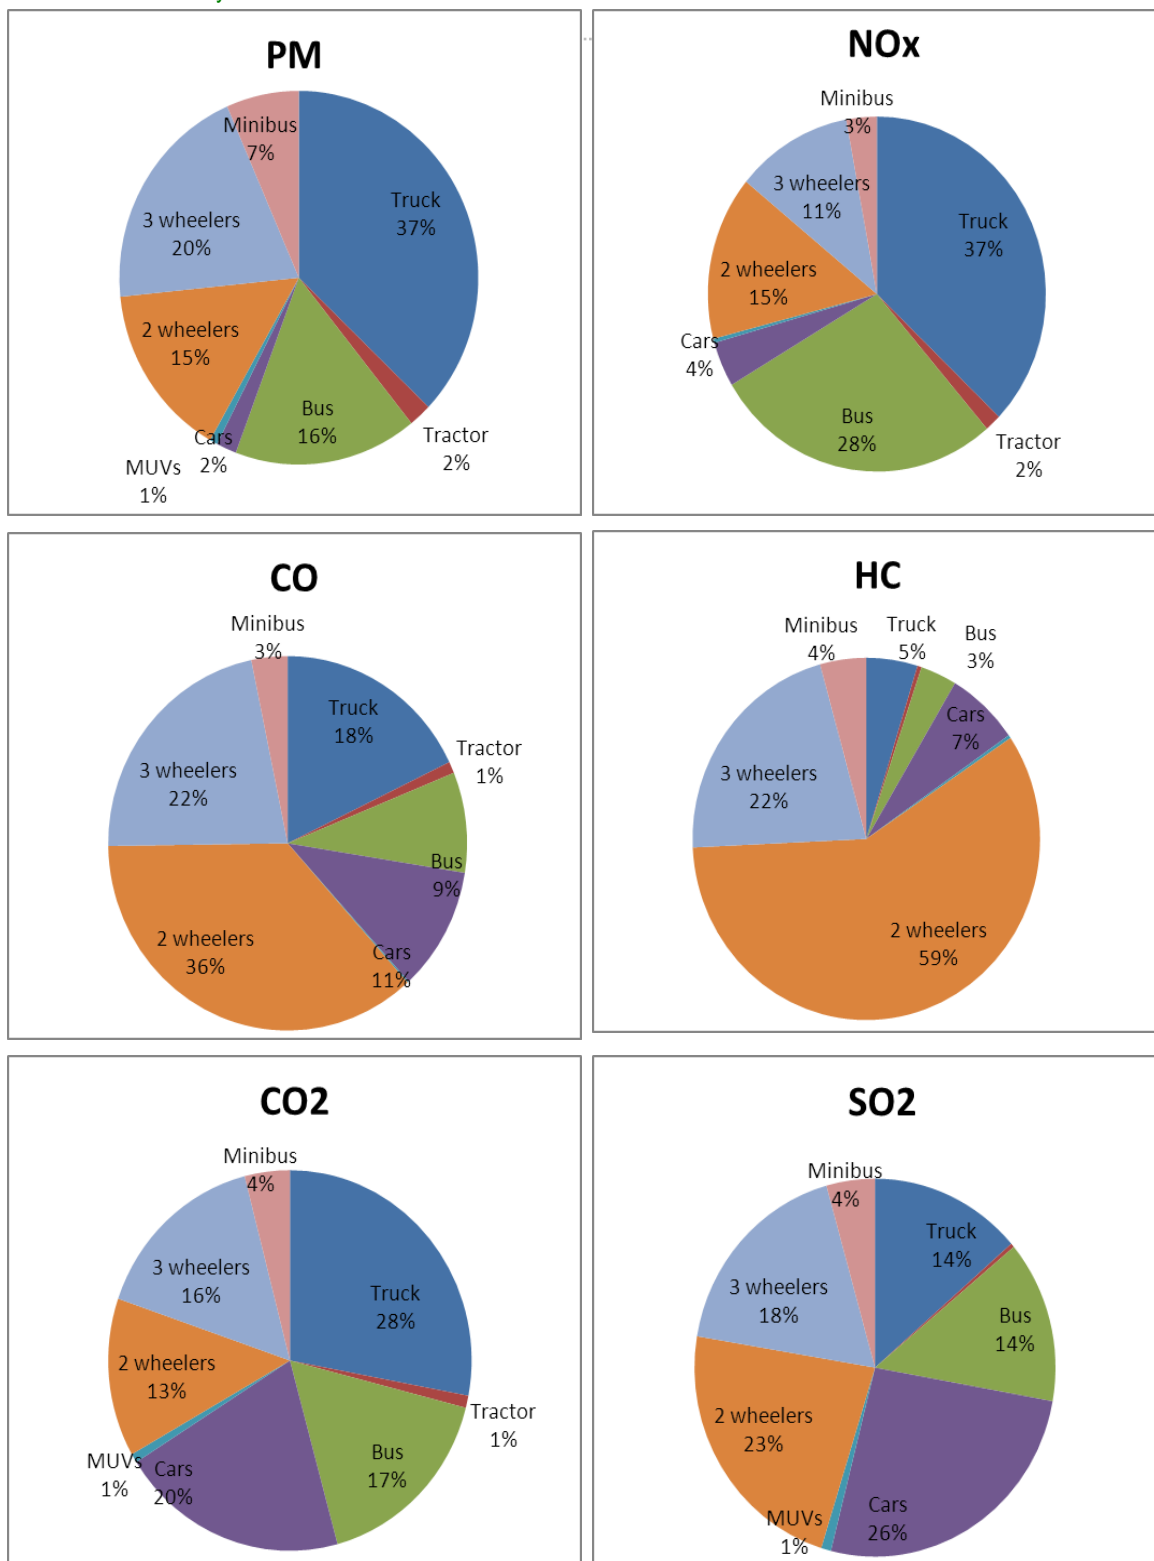 PM
Minibus
7%
Truck
37%
3 wheelers
20%
2 wheelers
15%
Bus
16%
Cars
2%
Tractor
2%
MUVs
1%
NOx
Minibus
3%
3 wheelers
11%
Truck
37%
2 wheelers
15%
Cars
4%
Bus
28%
Tractor
2%
CO
Minibus
3%
Truck
18%
Tractor
1%
3 wheelers
22%
Bus
9%
2 wheelers
36%
Cars
11%
HC
Minibus
4%
Truck
5%
Bus
3%
Cars
7%
3 wheelers
22%
2 wheelers
59%
CO2
Minibus
4%
3 wheelers
16%
Truck
28%
2 wheelers
13%
Tractor
1%
MUVs
1%
Cars
20%
Bus
17%
SO2
Minibus
4%
Truck
14%
3 wheelers
18%
Bus
14%
2 wheelers
23%
Cars
26%
MUVs
1%